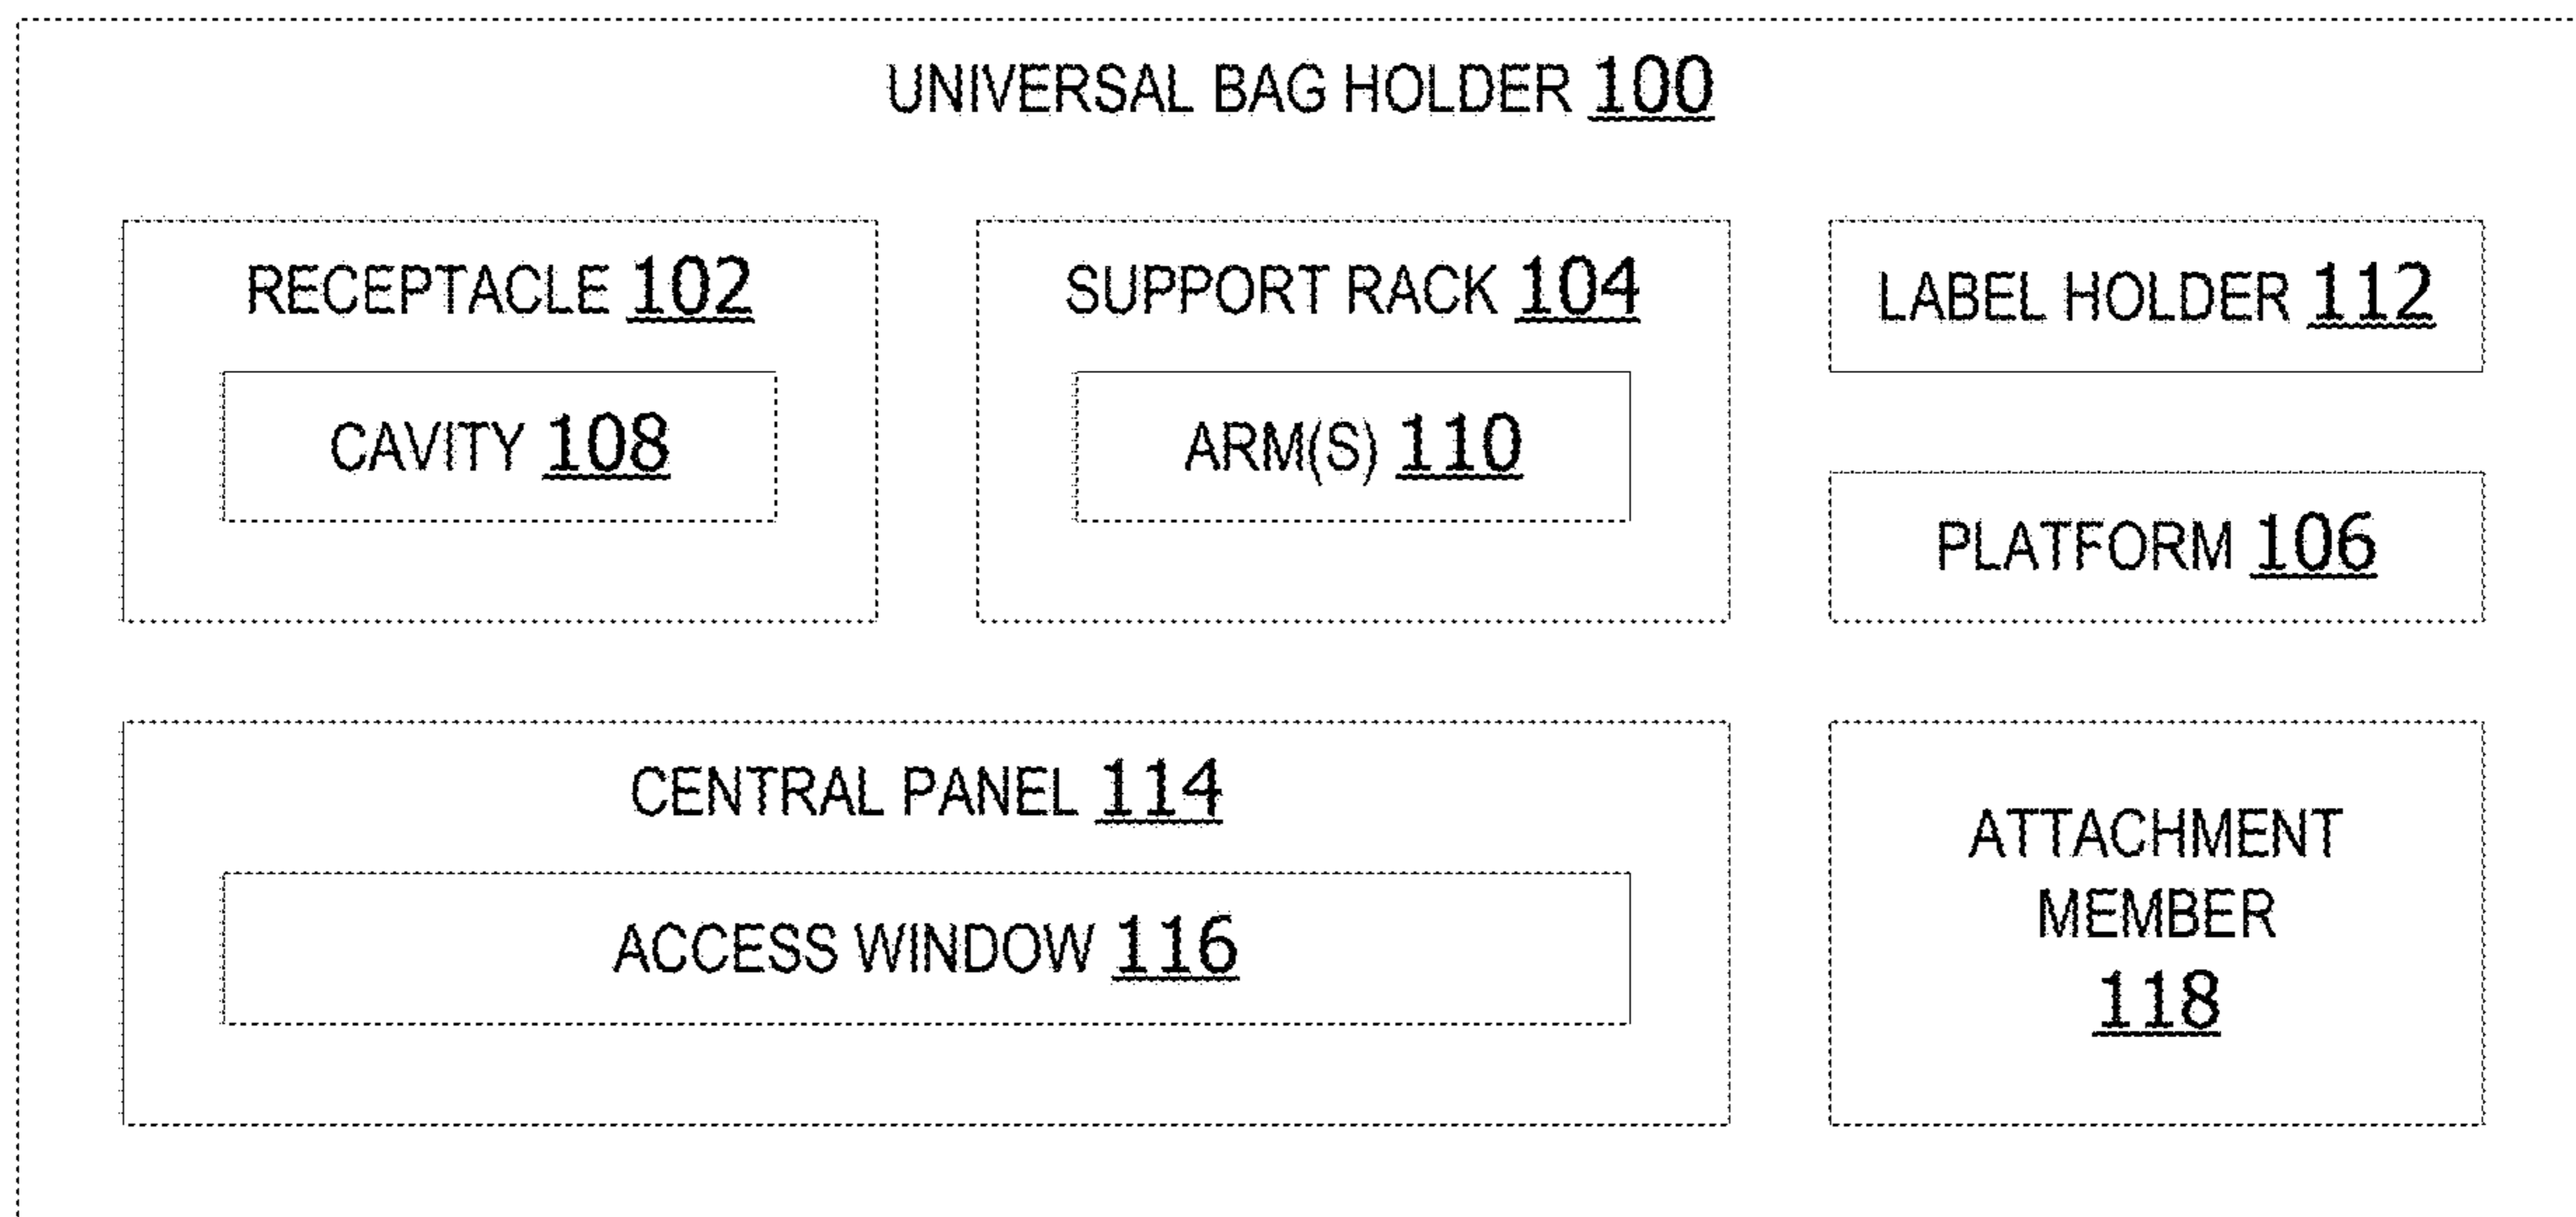 UNIVERSAL BAG HOLDER 100
RECEPTACLE 102
CAVITY 108
SUPPORT RACK 104
ARM(S) 110
LABEL HOLDER 112
PLATFORM 106
CENTRAL PANEL 114
ACCESS WINDOW 116
ATTACHMENT
MEMBER
118